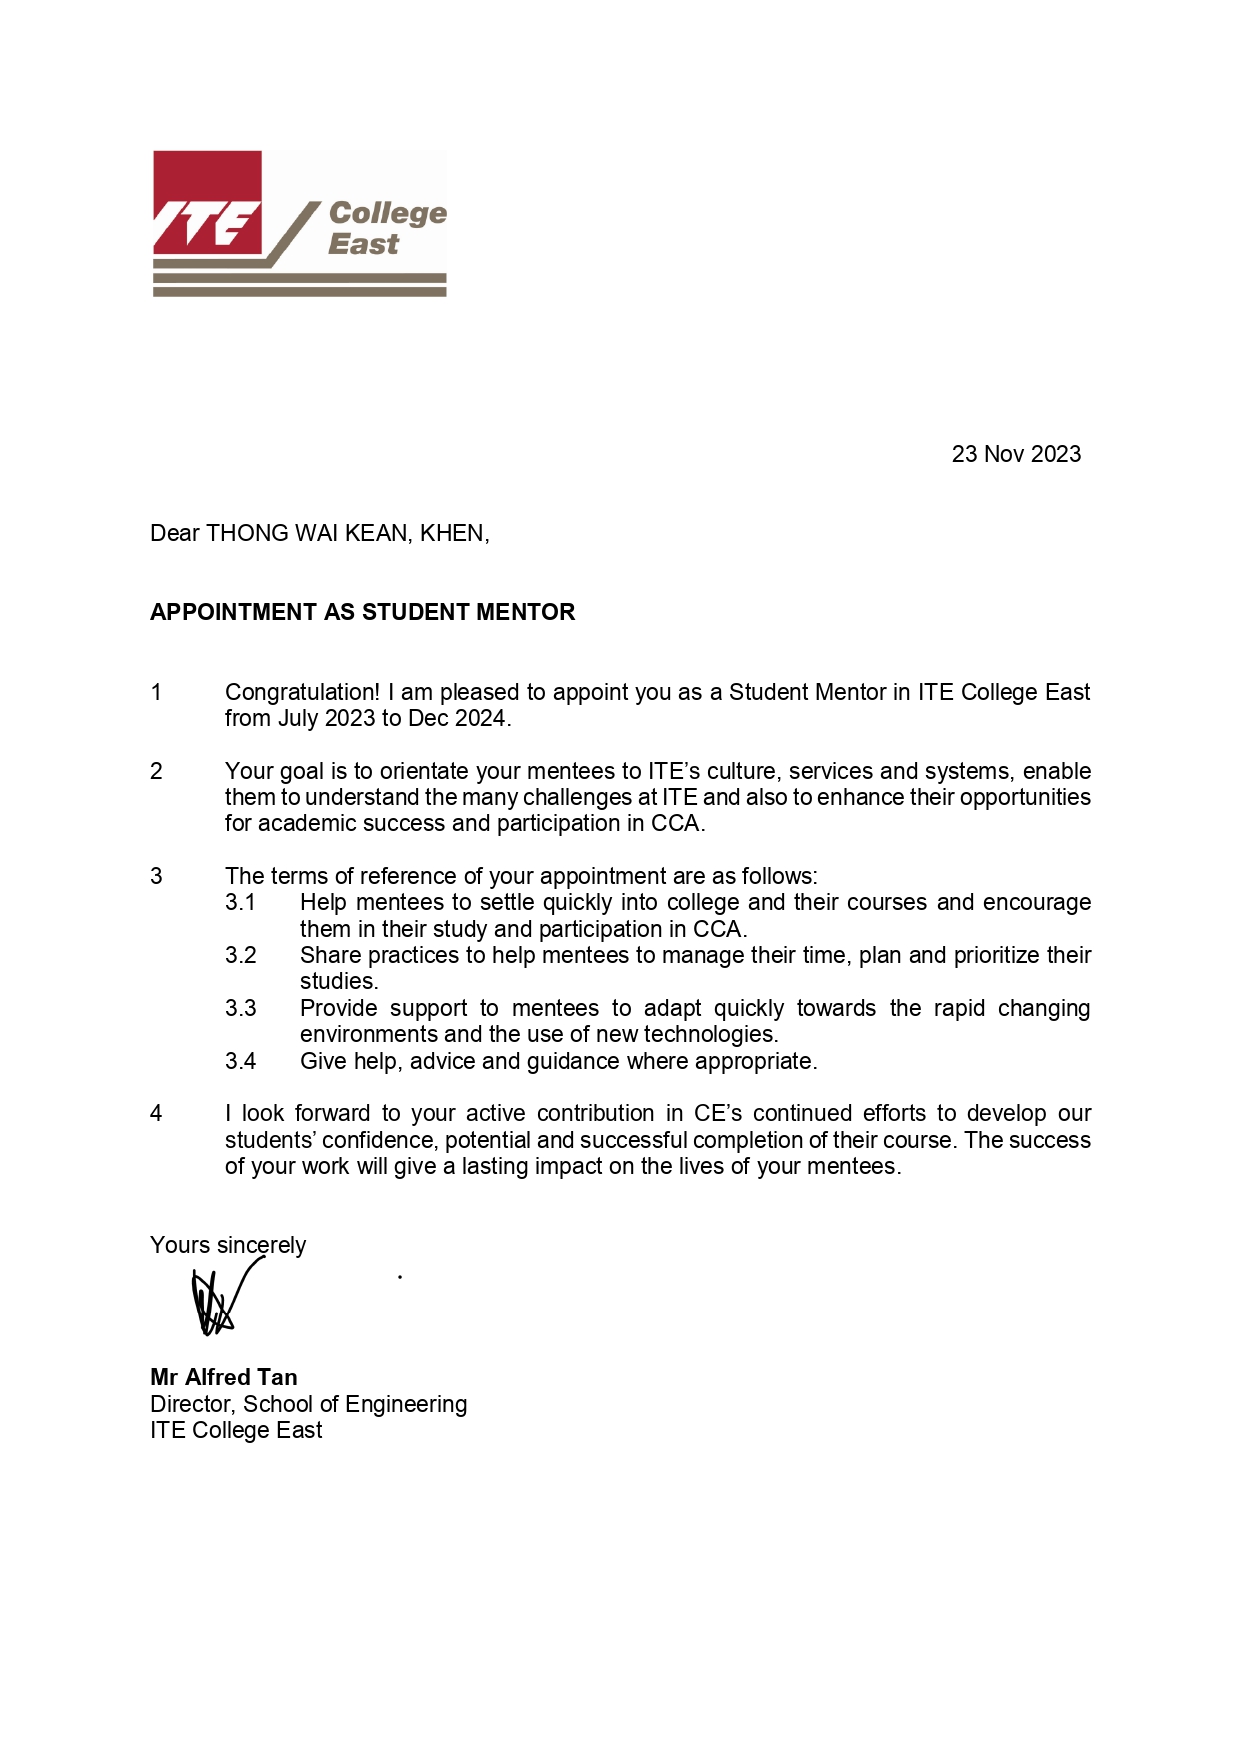 ITE College
East
23 Nov 2023
Dear THONG WAI KEAN, KHEN,
APPOINTMENT AS STUDENT MENTOR
1 Congratulation! I am pleased to appoint you as a Student Mentor in ITE College East
from July 2023 to Dec 2024.
2 Your goal is to orientate your mentees to ITE’s culture, services and systems, enable
them to understand the many challenges at ITE and also to enhance their opportunities
for academic success and participation in CCA.
3 The terms of reference of your appointment are as follows:
3.1 Help mentees to settle quickly into college and their courses and encourage
them in their study and participation in CCA.
3.2 Share practices to help mentees to manage their time, plan and prioritize their
studies.
3.3 Provide support to mentees to adapt quickly towards the rapid changing
environments and the use of new technologies.
3.4 Give help, advice and guidance where appropriate.
4 I look forward to your active contribution in CE’s continued efforts to develop our
students’ confidence, potential and successful completion of their course. The success
of your work will give a lasting impact on the lives of your mentees.
Yours sincerely
Mr Alfred Tan
Director, School of Engineering
ITE College East